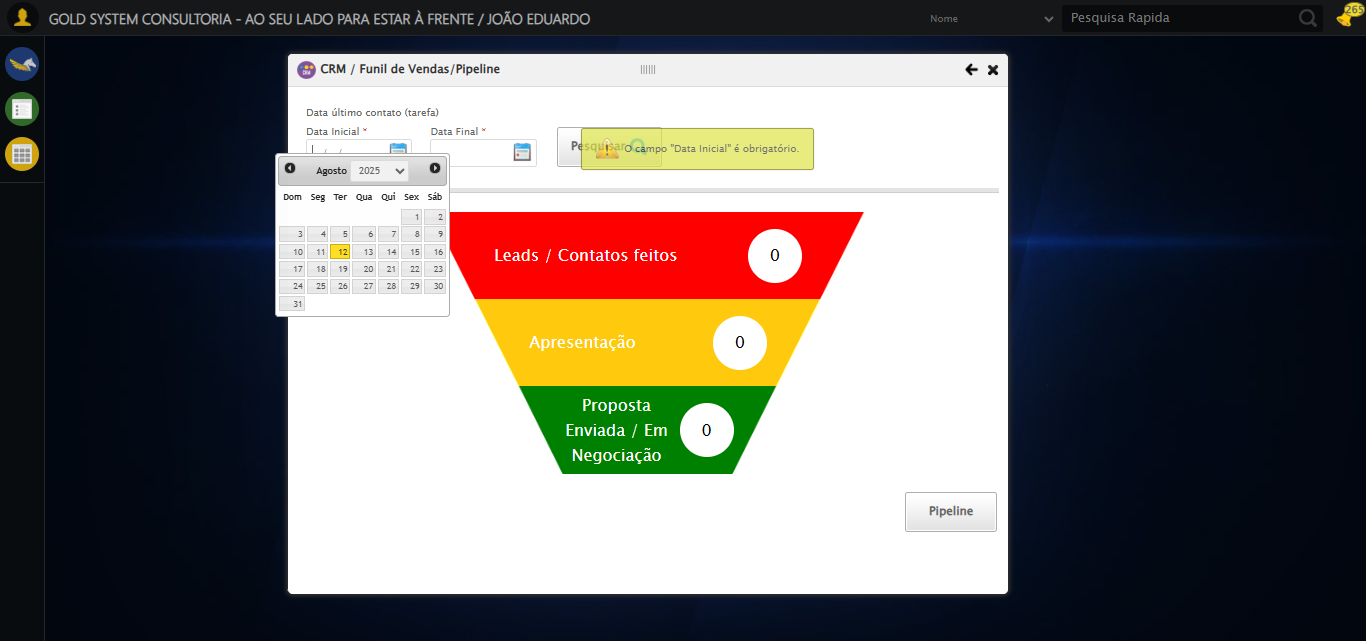 GOLD SYSTEM CONSULTORIA - AO SEU LADO PARA ESTAR À FRENTE / JOÃO EDUARDO
Nome
Pesquisa Rapida
265
CRM / Funil de Vendas/Pipeline
Data último contato (tarefa)
Data Inicial *
Data Final *
Pesquisar
O campo "Data Inicial" é obrigatório.
Agosto 2025
Dom Seg Ter Qua Qui Sex Sáb
1 2
3 4 5 6 7 8 9
10 11 12 13 14 15 16
17 18 19 20 21 22 23
24 25 26 27 28 29 30
31
Leads / Contatos feitos 0
Apresentação 0
Proposta
Enviada / Em 0
Negociação
Pipeline